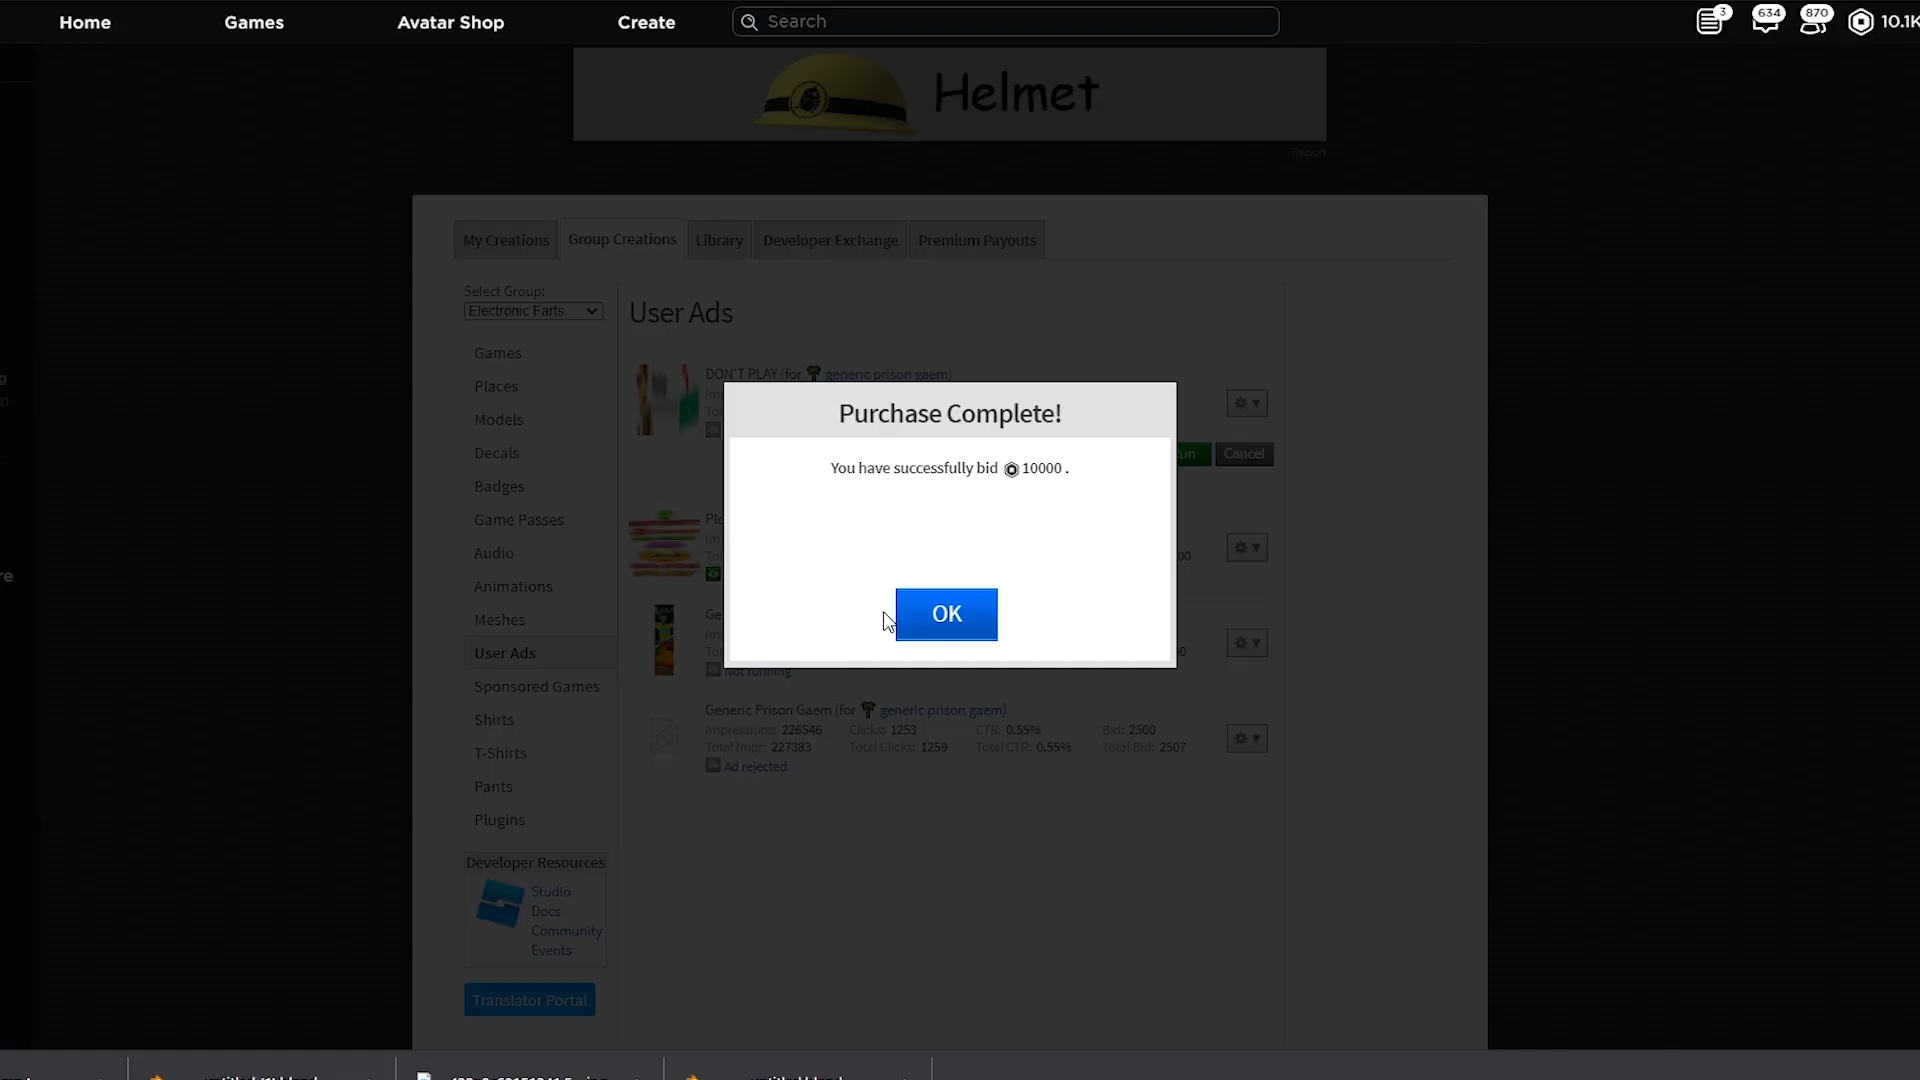 Home Games Avatar Shop Create Search 3 634 870 10.1K
Helmet
Report
My Creations Group Creations Library Developer Exchange Premium Payouts
Select Group:
Electronic Farts
User Ads
Games
Places
Models
Decals
Badges
Game Passes
Audio
Animations
Meshes
User Ads
Sponsored Games
Shirts
T-Shirts
Pants
Plugins
Developer Resources
Studio
Docs
Community
Events
Translator Portal
DON'T PLAY (for generic prison gaem)
Cancel
Purchase Complete!
You have successfully bid 10000 .
OK
Not running
Generic Prison Gaem (for generic prison gaem)
Impressions: 226546 Clicks: 1253 CTR: 0.55% Bid: 2500
Total Impr: 227383 Total Clicks: 1259 Total CTR: 0.55% Total Bid: 2507
Ad rejected